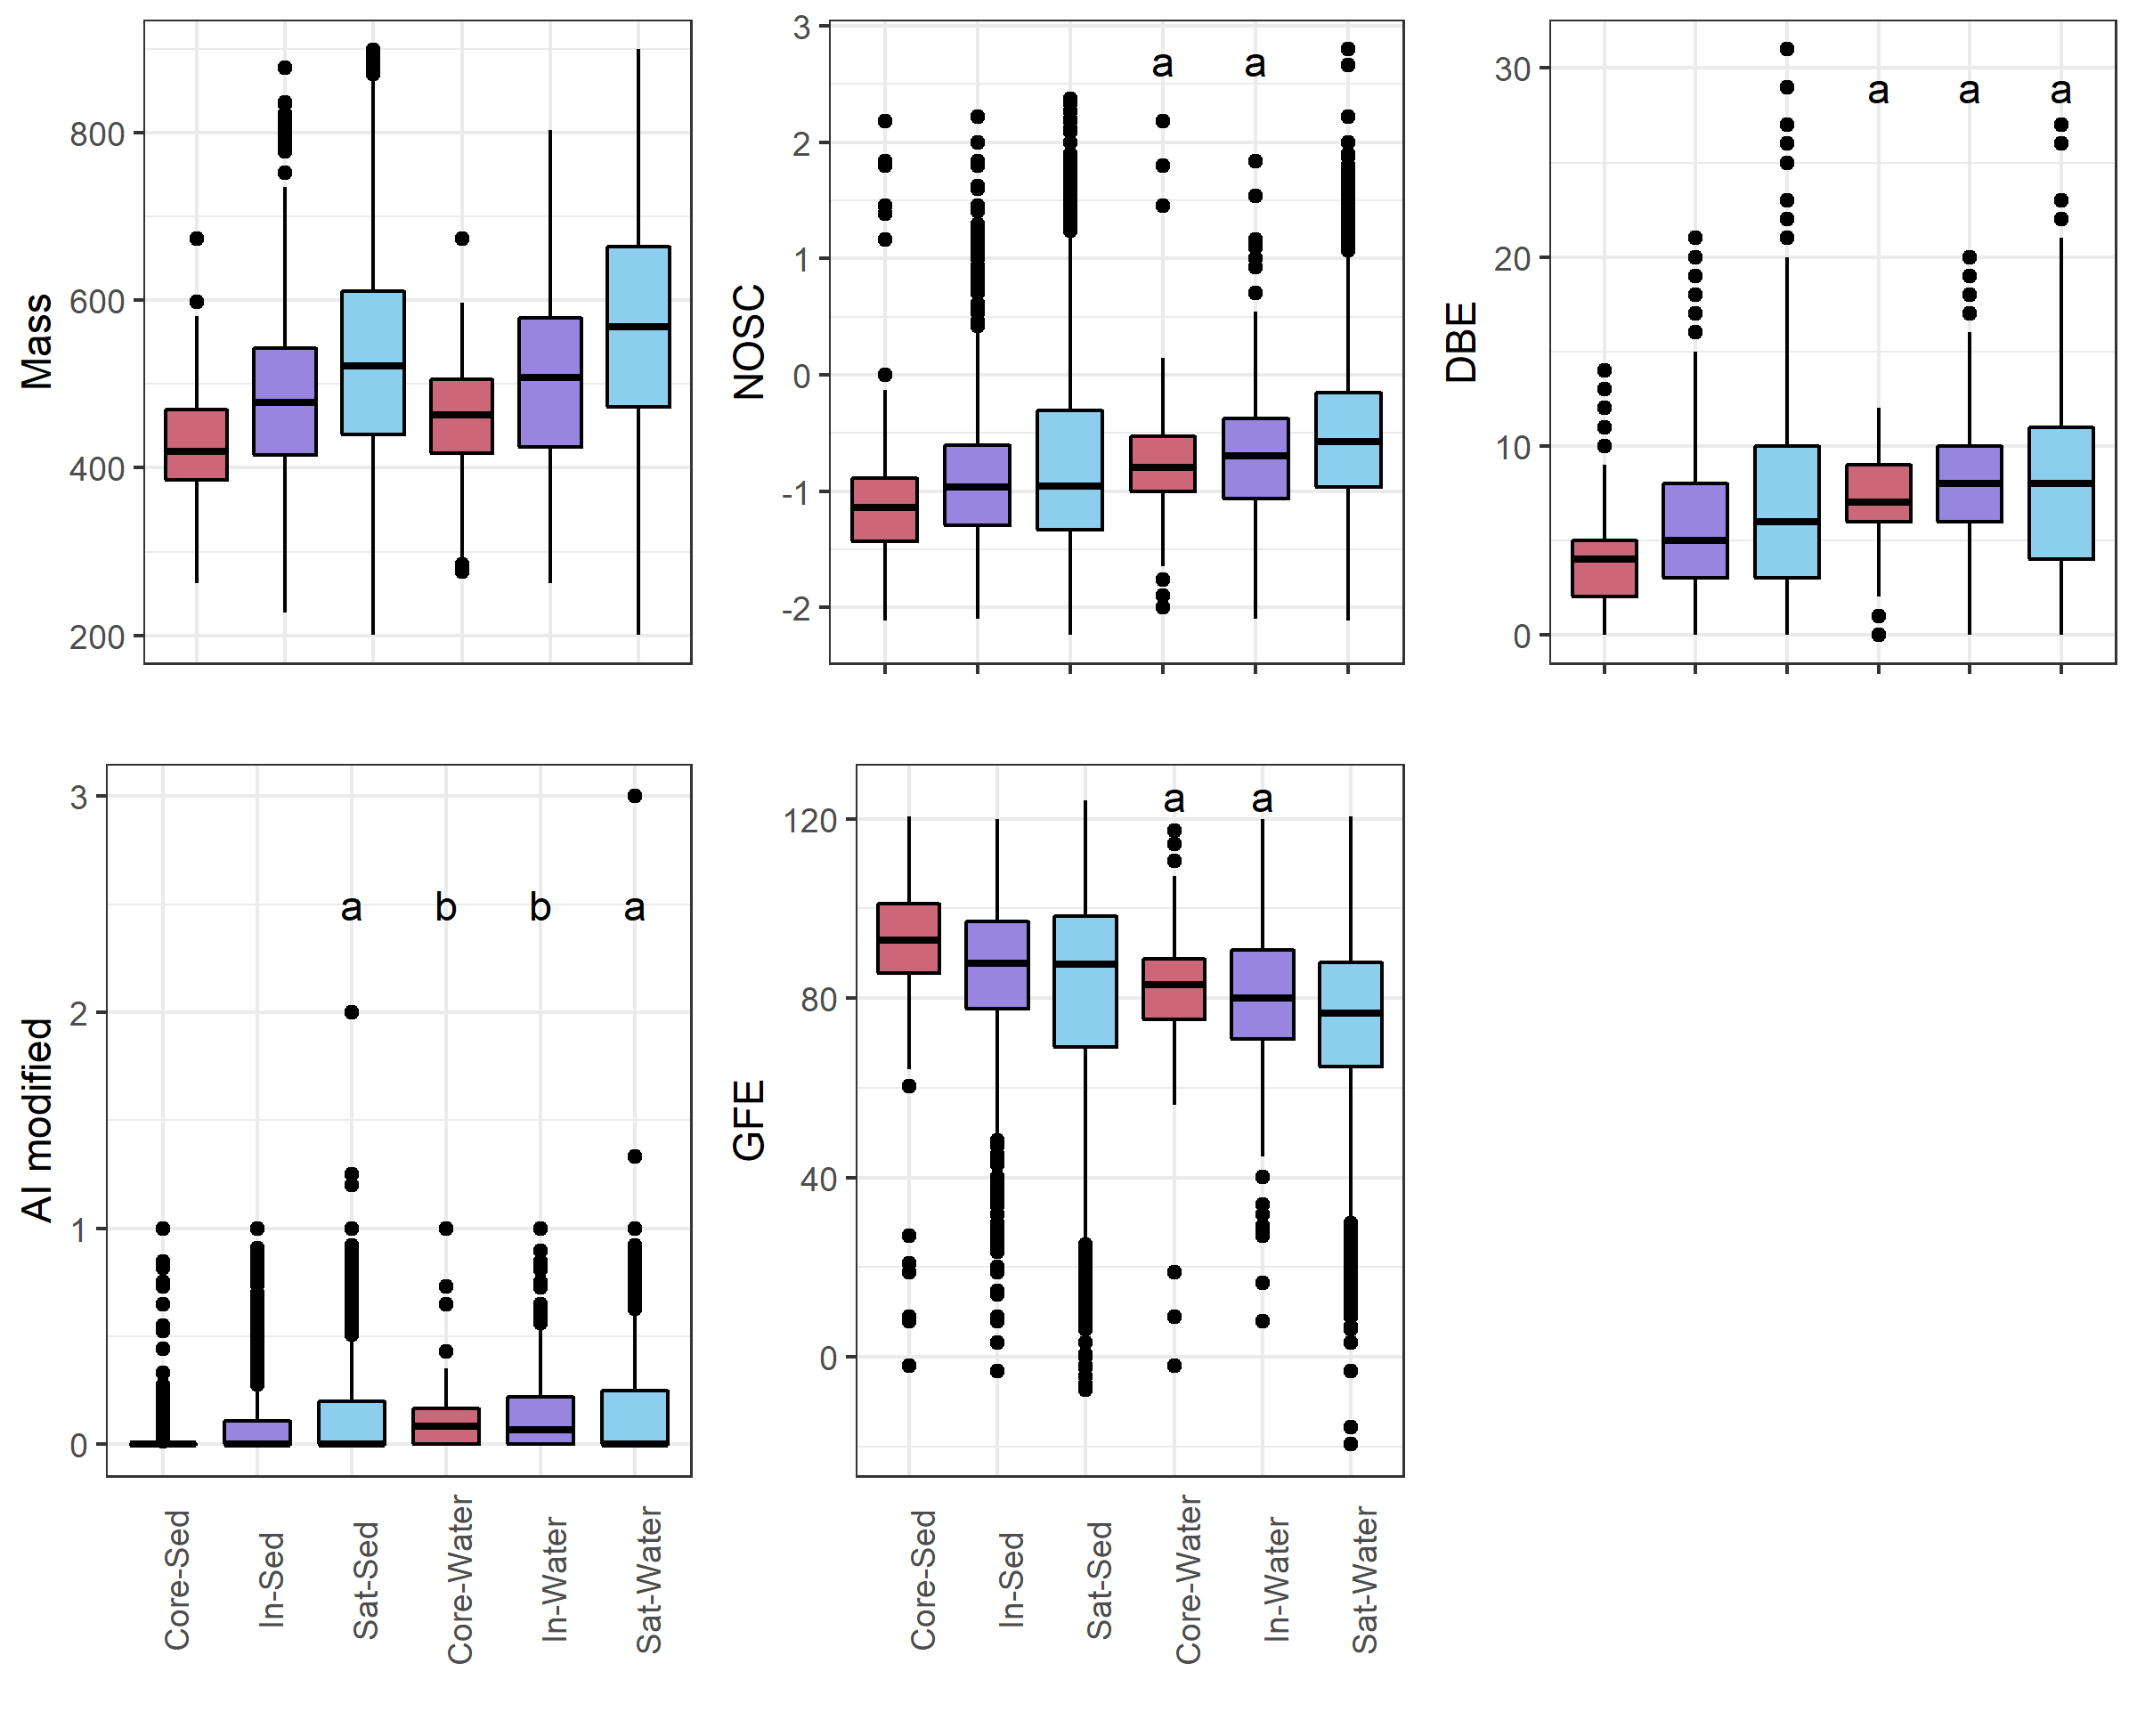 Mass
800
600
400
200
NOSC
3
2
1
0
-1
-2
a a
DBE
30
20
10
0
a a a
AI modified
3
2
1
0
a b b a
Core-Sed
In-Sed
Sat-Sed
Core-Water
In-Water
Sat-Water
GFE
120
80
40
0
a a
Core-Sed
In-Sed
Sat-Sed
Core-Water
In-Water
Sat-Water